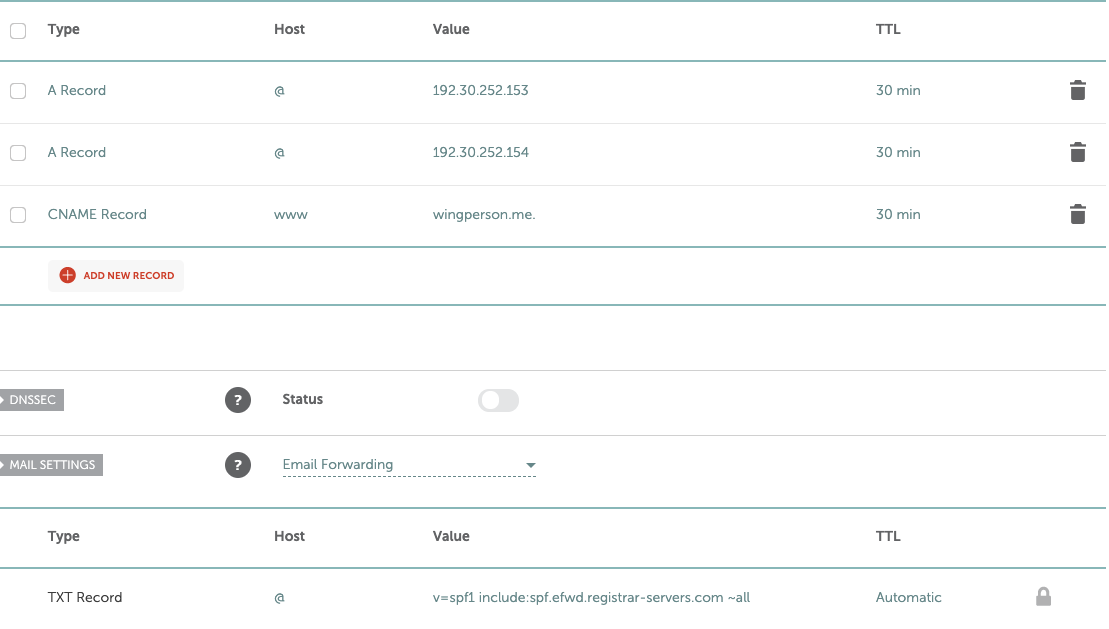 Type Host Value TTL
A Record @ 192.30.252.153 30 min
A Record @ 192.30.252.154 30 min
CNAME Record www wingperson.me. 30 min
ADD NEW RECORD
DNSSEC ? Status
MAIL SETTINGS ? Email Forwarding
Type Host Value TTL
TXT Record @ v=spf1 include:spf.efwd.registrar-servers.com ~all Automatic